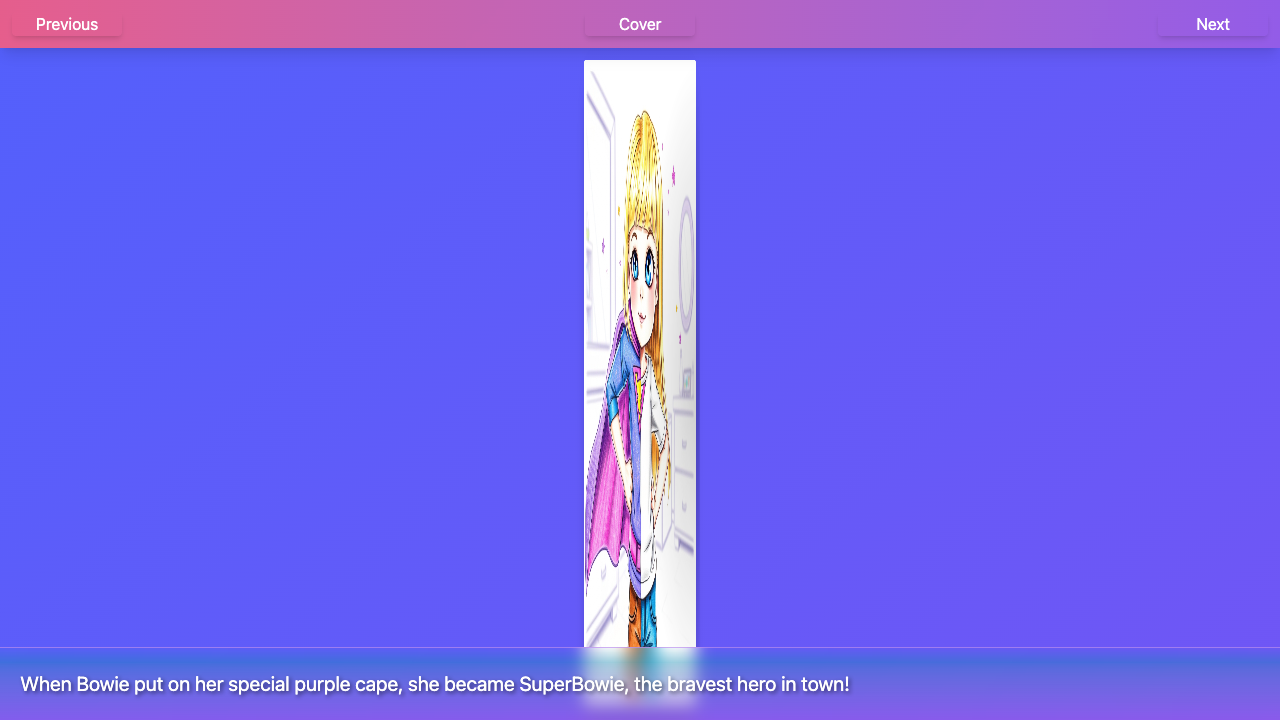 Previous
Cover
Next
When Bowie put on her special purple cape, she became SuperBowie, the bravest hero in town!